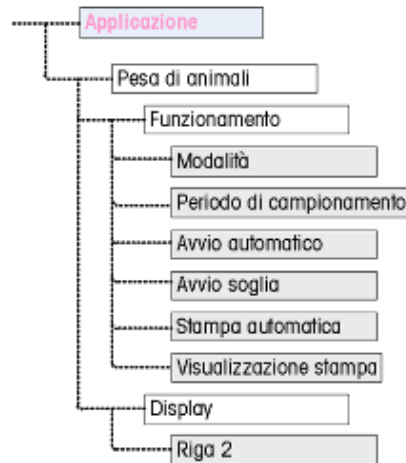 Applicazione
Pesa di animali
Funzionamento
Modalità
Periodo di campionamento
Avvio automatico
Avvio soglia
Stampa automatica
Visualizzazione stampa
Display
Riga 2